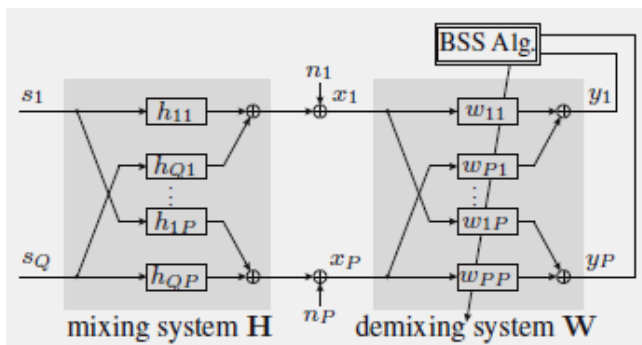 BSS Alg.
s1 n1 x1 y1
h11 w11
hQ1 wP1
h1P w1P
sQ xP yP
hQP wPP
nP
mixing system H demixing system W